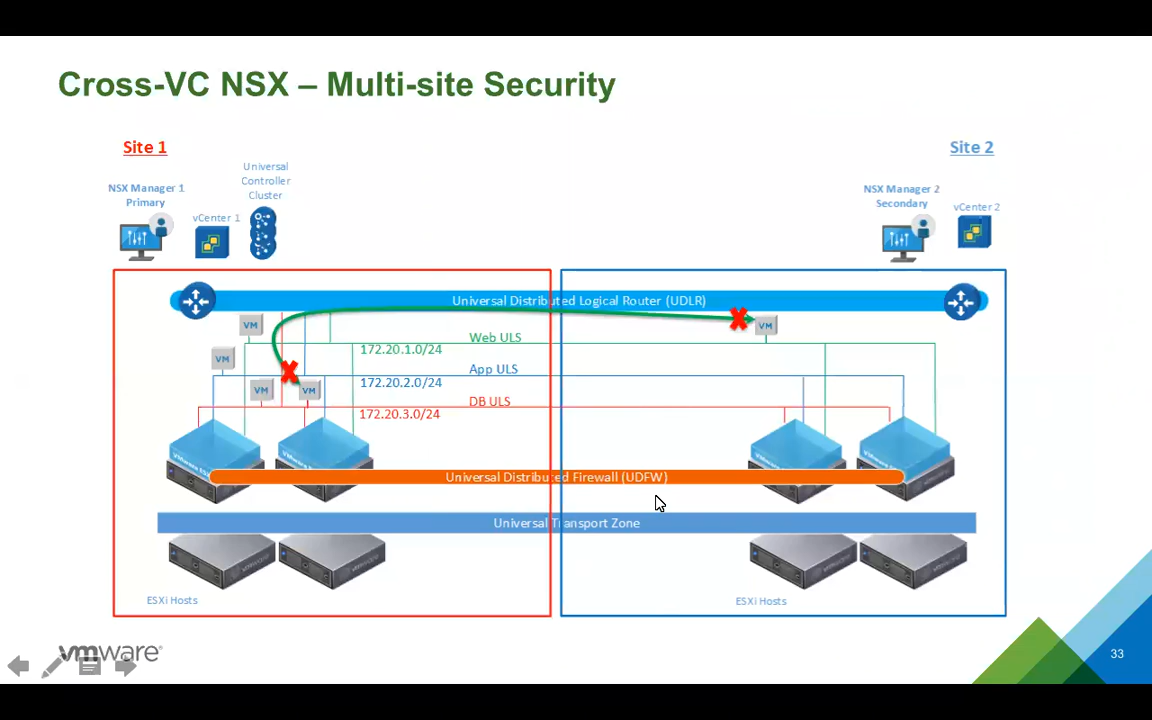 Cross-VC NSX – Multi-site Security
Site 1
Site 2
Universal
Controller
Cluster
NSX Manager 1
Primary
vCenter 1
NSX Manager 2
Secondary
vCenter 2
Universal Distributed Logical Router (UDLR)
VM
VM
Web ULS
172.20.1.0/24
VM
App ULS
172.20.2.0/24
VM
VM
DB ULS
172.20.3.0/24
Universal Distributed Firewall (UDFW)
Universal Transport Zone
ESXi Hosts
ESXi Hosts
vmware
33